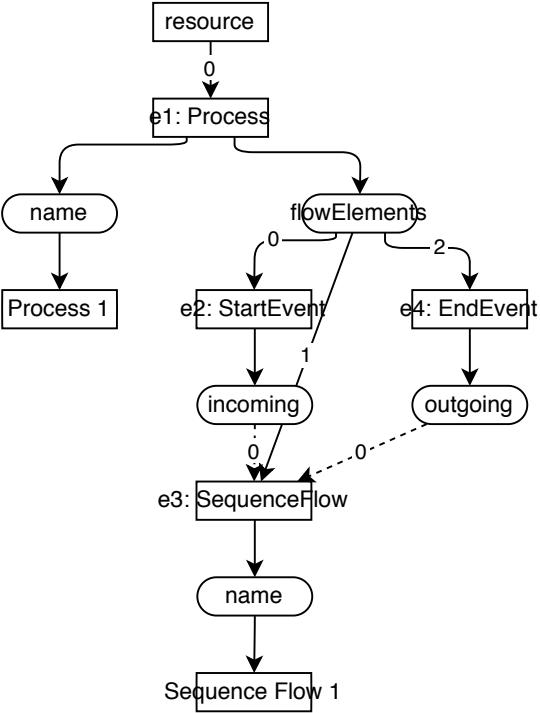 resource
0
e1: Process
name
flowElements
0
2
Process 1
e2: StartEvent
e4: EndEvent
1
incoming
outgoing
0
0
e3: SequenceFlow
name
Sequence Flow 1